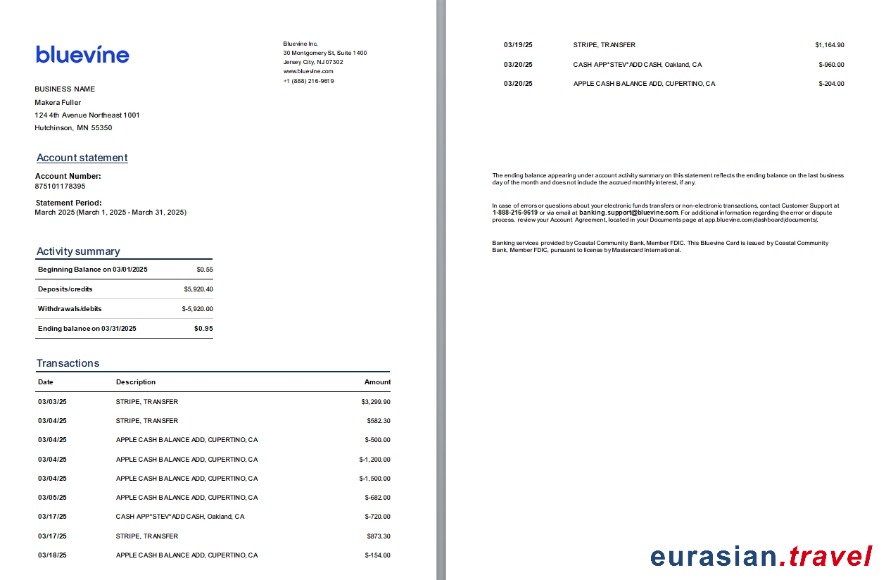 bluevine
Bluevine Inc.
30 Montgomery St, Suite 1400
Jersey City, NJ 07302
www.bluevine.com
+1 (888) 216-9619
BUSINESS NAME
Makera Fuller
124 4th Avenue Northeast 1001
Hutchinson, MN 55350
Account statement
Account Number:
875101178395
Statement Period:
March 2025 (March 1, 2025 - March 31, 2025)
Activity summary
Beginning Balance on 03/01/2025 $0.55
Deposits/credits $5,920.40
Withdrawals/debits $-5,920.00
Ending balance on 03/31/2025 $0.95
Transactions
Date Description Amount
03/03/25 STRIPE, TRANSFER $3,299.90
03/04/25 STRIPE, TRANSFER $582.30
03/04/25 APPLE CASH BALANCE ADD, CUPERTINO, CA $-500.00
03/04/25 APPLE CASH BALANCE ADD, CUPERTINO, CA $-1,200.00
03/04/25 APPLE CASH BALANCE ADD, CUPERTINO, CA $-1,500.00
03/05/25 APPLE CASH BALANCE ADD, CUPERTINO, CA $-682.00
03/17/25 CASH APP*STEV*ADD CASH, Oakland, CA $-720.00
03/17/25 STRIPE, TRANSFER $873.30
03/18/25 APPLE CASH BALANCE ADD, CUPERTINO, CA $-154.00
03/19/25 STRIPE, TRANSFER $1,164.90
03/20/25 CASH APP*STEV*ADD CASH, Oakland, CA $-960.00
03/20/25 APPLE CASH BALANCE ADD, CUPERTINO, CA $-204.00
The ending balance appearing under account activity summary on this statement reflects the ending balance on the last business
day of the month and does not include the accrued monthly interest, if any.
In case of errors or questions about your electronic funds transfers or non-electronic transactions, contact Customer Support at
1-888-216-9619 or via email at banking.support@bluevine.com. For additional information regarding the error or dispute
process, review your Account Agreement, located in your Documents page at app.bluevine.com/dashboard/documents/.
Banking services provided by Coastal Community Bank, Member FDIC. This Bluevine Card is issued by Coastal Community
Bank, Member FDIC, pursuant to license by Mastercard International.
eurasian.travel